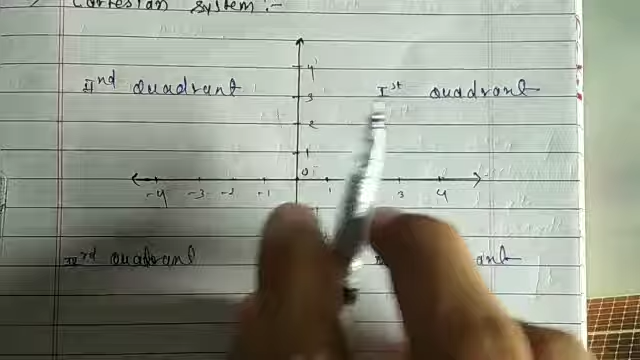 Cartesian system:-
4
IInd quadrant Ist quadrant
3
2
1
0
-4 -3 -2 -1 1 3 4
IIIrd quadrant